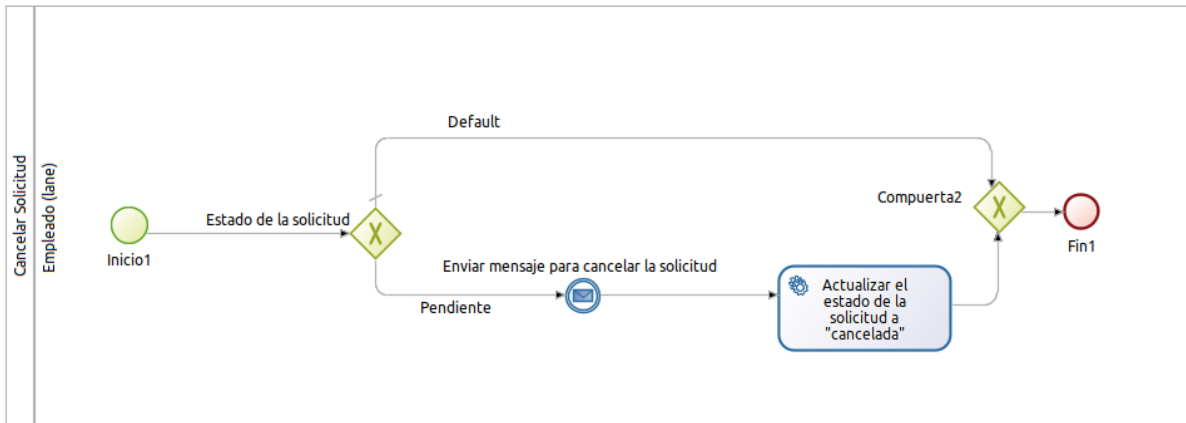 Cancelar Solicitud
Empleado (lane)
Default
Inicio1
Estado de la solicitud
Enviar mensaje para cancelar la solicitud
Pendiente
Actualizar el
estado de la
solicitud a
"cancelada"
Compuerta2
Fin1